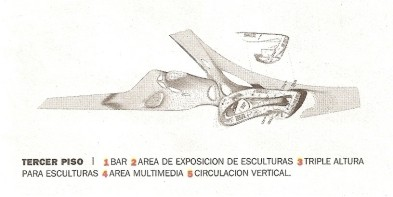 TERCER PISO | 1 BAR 2 AREA DE EXPOSICION DE ESCULTURAS 3 TRIPLE ALTURA
PARA ESCULTURAS 4 AREA MULTIMEDIA 5 CIRCULACION VERTICAL.